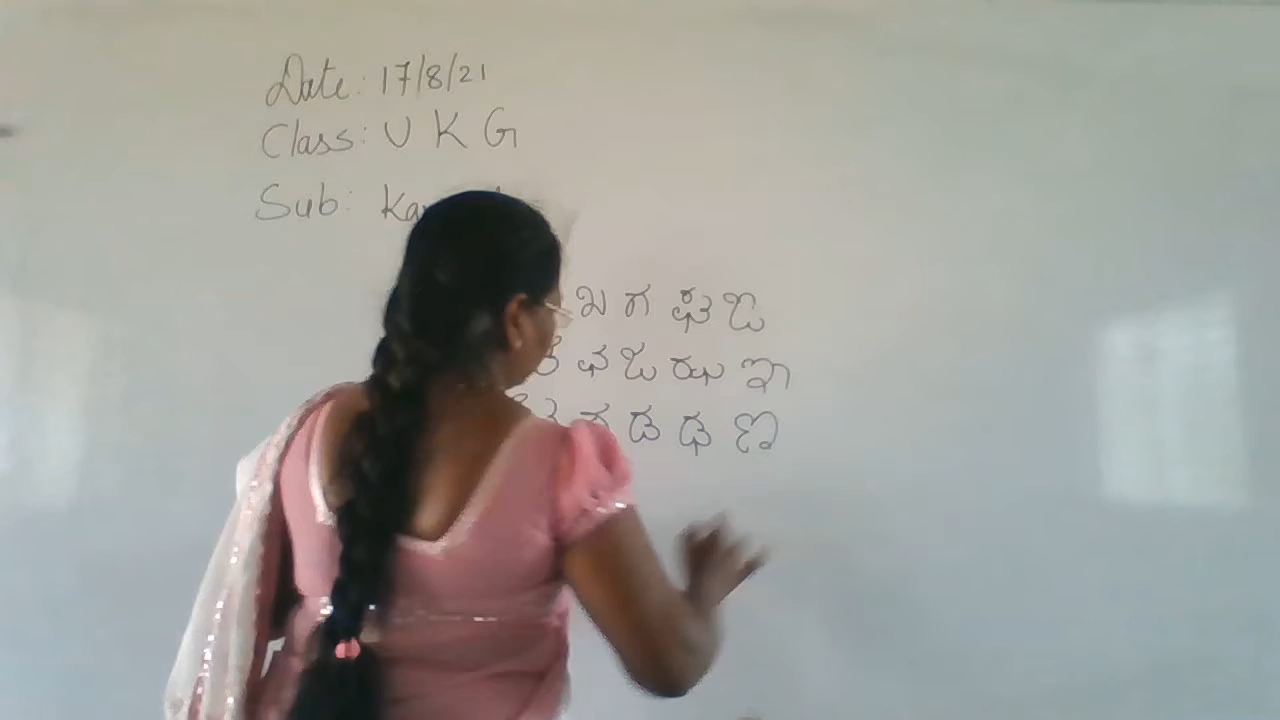 Date: 17/8/21
Class: U K G
Sub:
ಖ ಗ ಘ ಙ
ಛ ಜ ಝ ಞ
ಡ ಢ ಣ